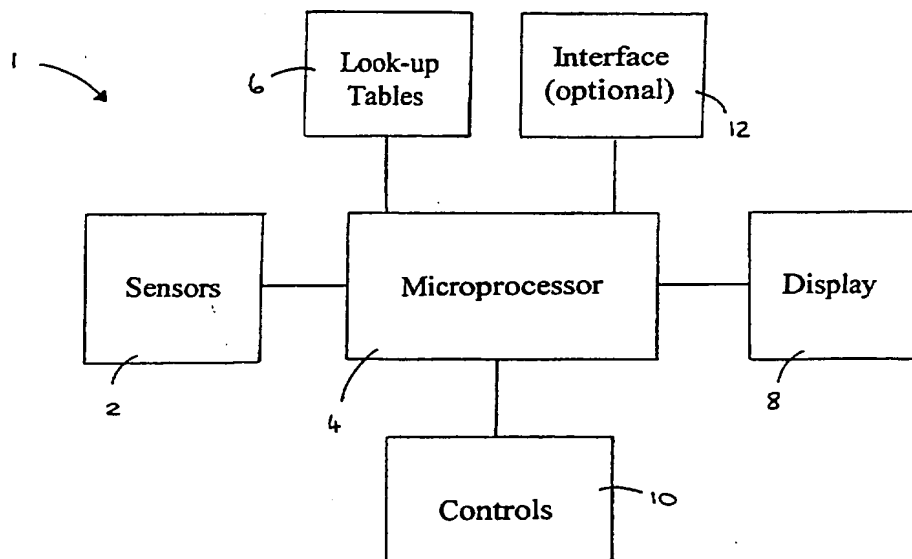 1
6
Look-up
Tables
Interface
(optional)
12
Sensors
2
Microprocessor
4
Display
8
Controls
10